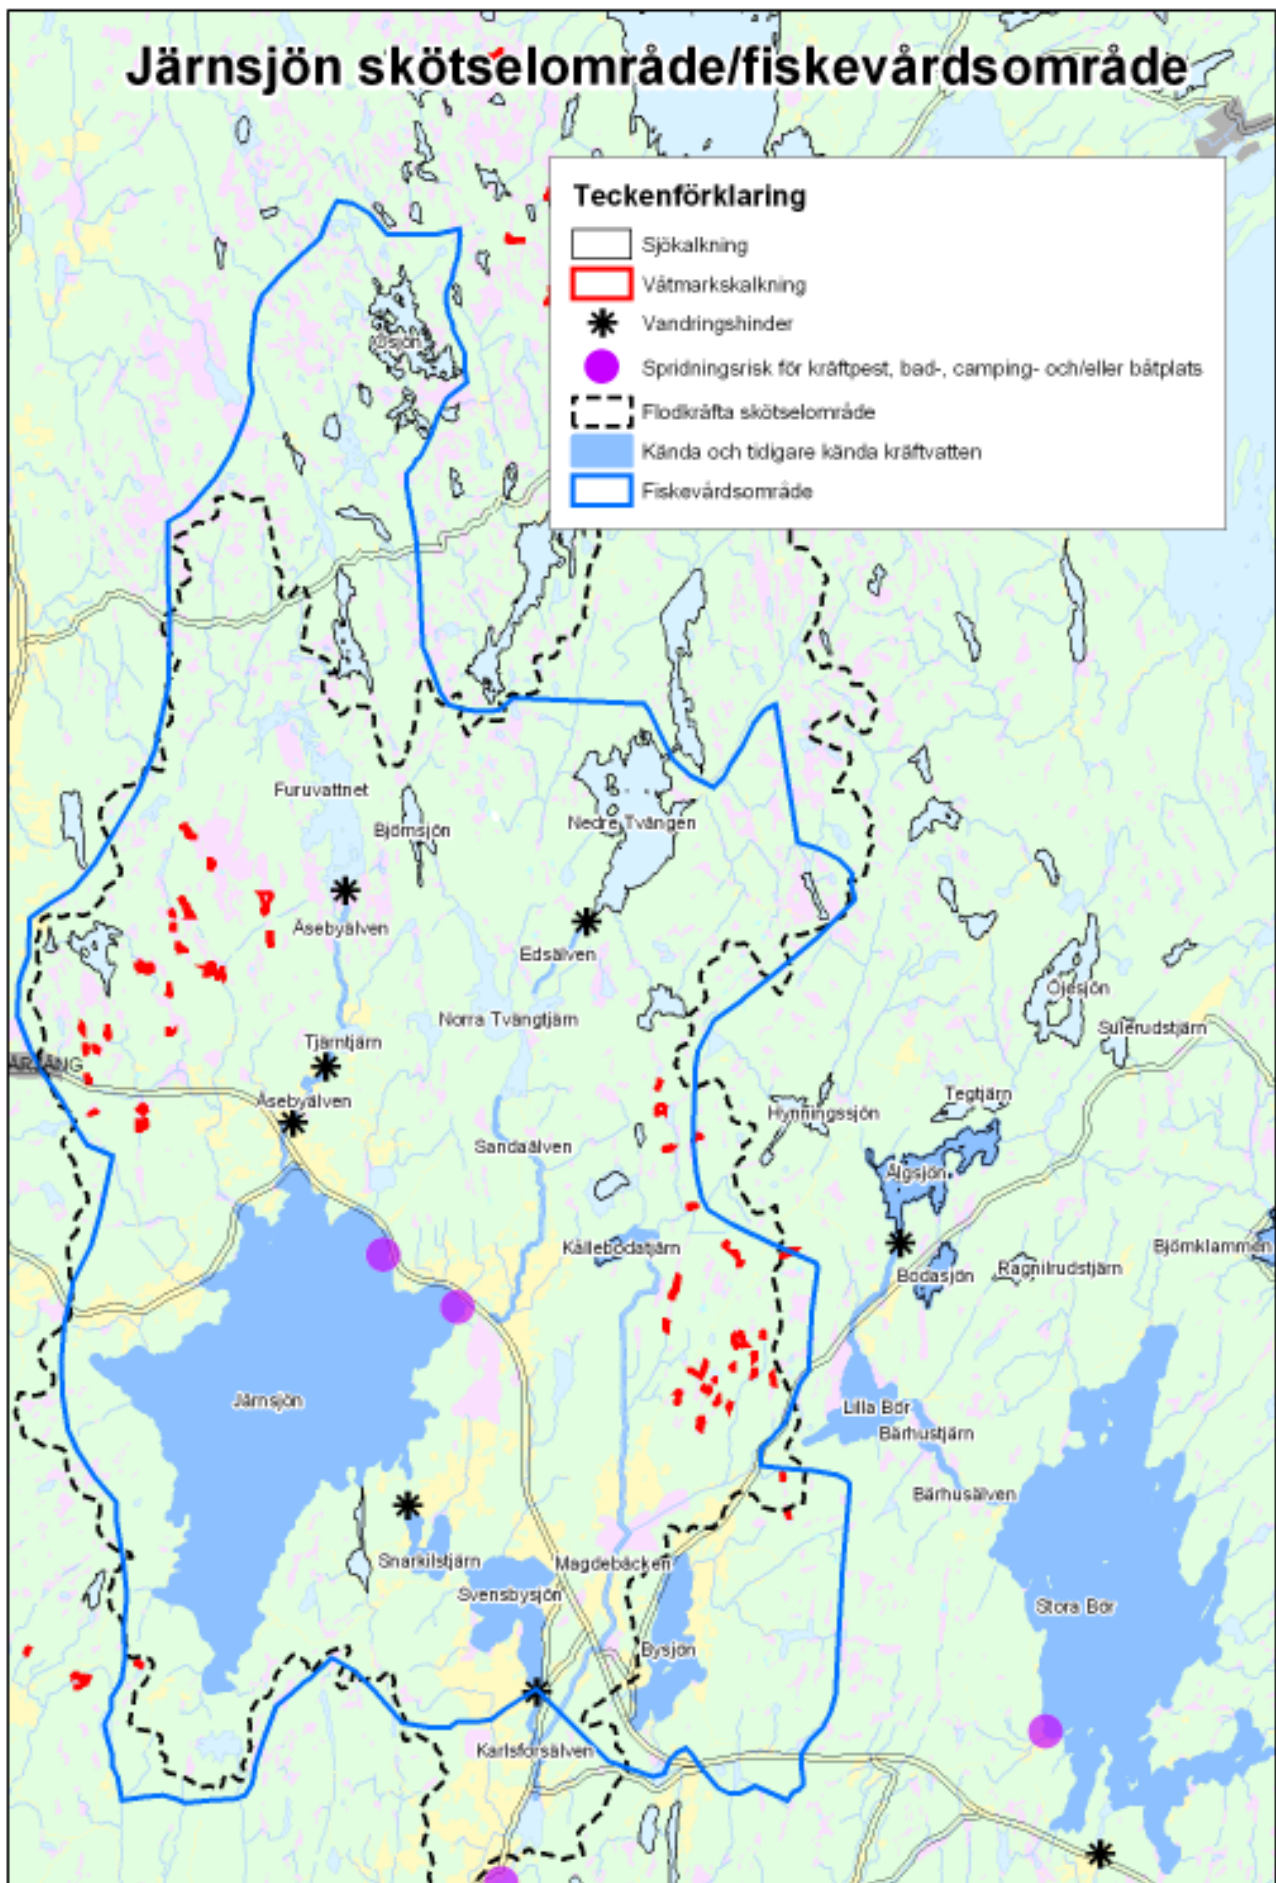 Järnsjön skötselområde/fiskevårdsområde
Teckenförklaring
Sjökalkning
Våtmarkskalkning
Vandringshinder
Spridningsrisk för kräftpest, bad-, camping- och/eller båtplats
Flodkräfta skötselområde
Kända och tidigare kända kräftvatten
Fiskevårdsområde
Furuvattnet
Björnsjön
Nedre Tvängen
Åsebyälven
Edsälven
Öjesjön
Norra Tvängtjärn
Sulerudstjärn
Tjärntjärn
ÅRJÄNG
Åsebyälven
Tegtjärn
Hynningssjön
Sandaälven
Älgsjön
Källebodatjärn
Björnklammen
Bodasjön
Ragnilrudstjärn
Järnsjön
Lilla Bör
Bärhustjärn
Bärhusälven
Snarkilstjärn
Magdebäcken
Svensbysjön
Stora Bör
Bysjön
Karlsforsälven